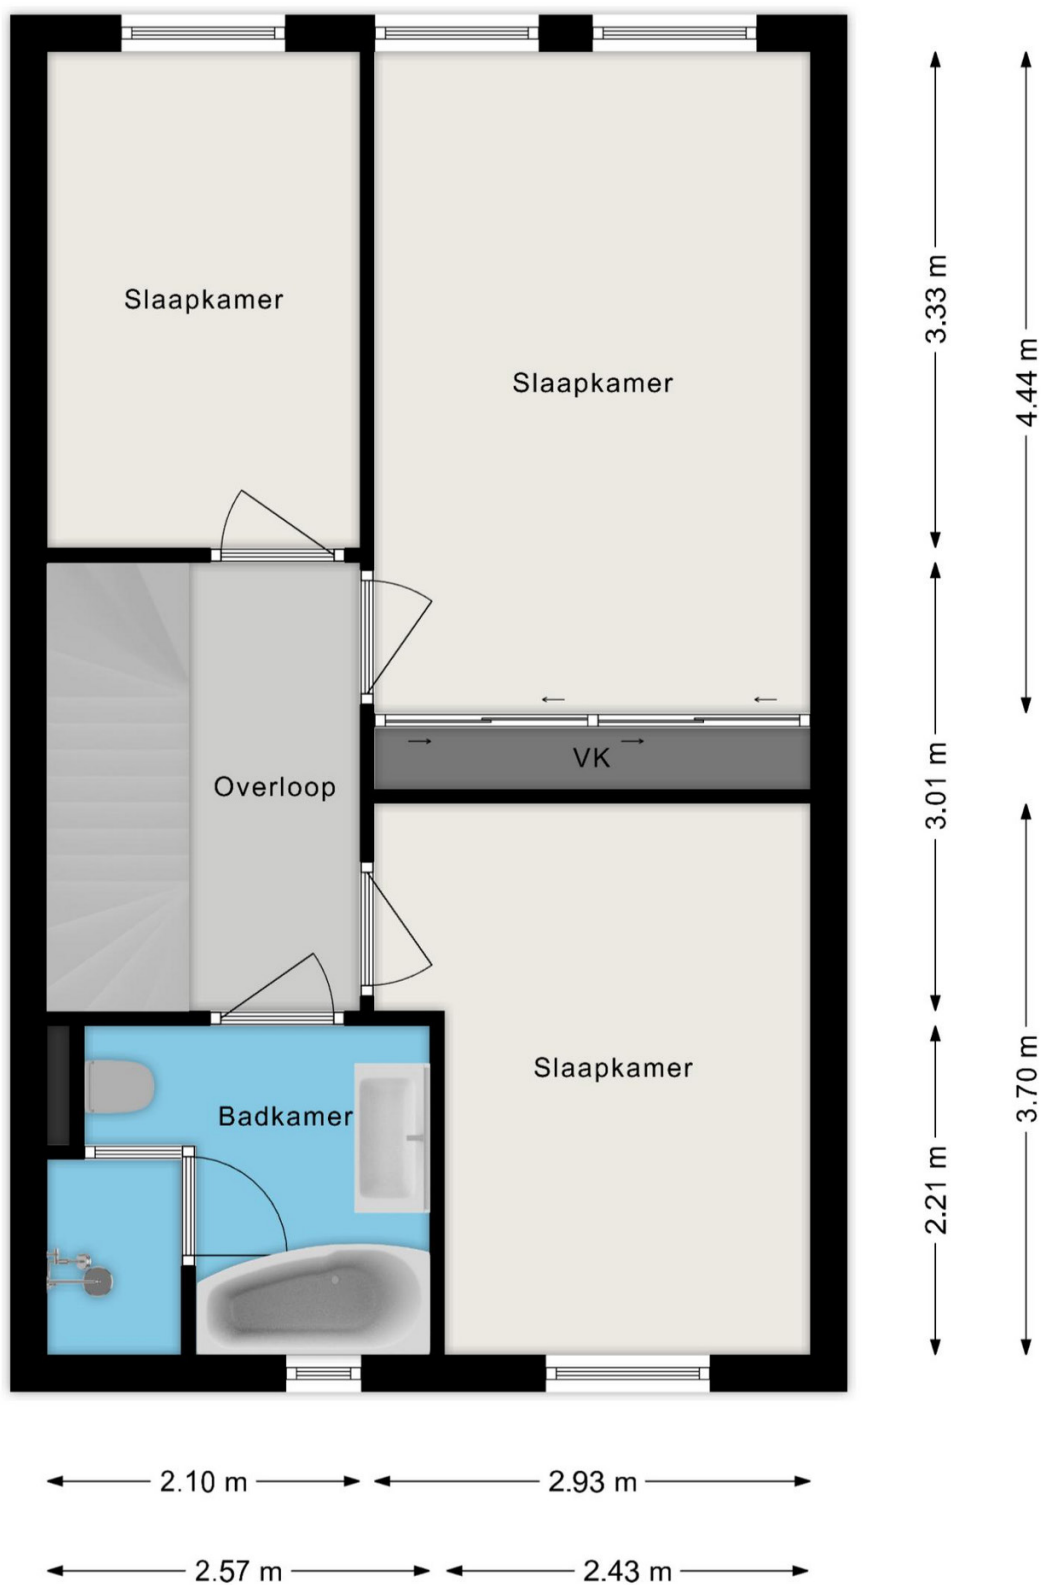 Slaapkamer
3.33 m
4.44 m
Slaapkamer
VK
3.01 m
Overloop
Slaapkamer
3.70 m
Badkamer
2.21 m
2.10 m
2.93 m
2.57 m
2.43 m